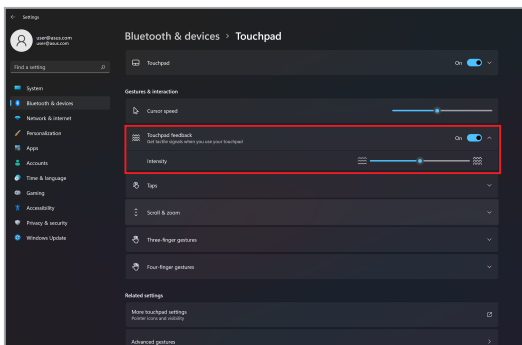 Settings
user@asus.com
user@asus.com
Find a setting
System
Bluetooth & devices
Network & internet
Personalization
Apps
Accounts
Time & language
Gaming
Accessibility
Privacy & security
Windows Update
Bluetooth & devices > Touchpad
Touchpad
On
Gestures & interaction
Cursor speed
Touchpad feedback
Get tactile signals when you use your touchpad
On
Intensity
Taps
Scroll & zoom
Three-finger gestures
Four-finger gestures
Related settings
More touchpad settings
Pointer icons and visibility
Advanced gestures